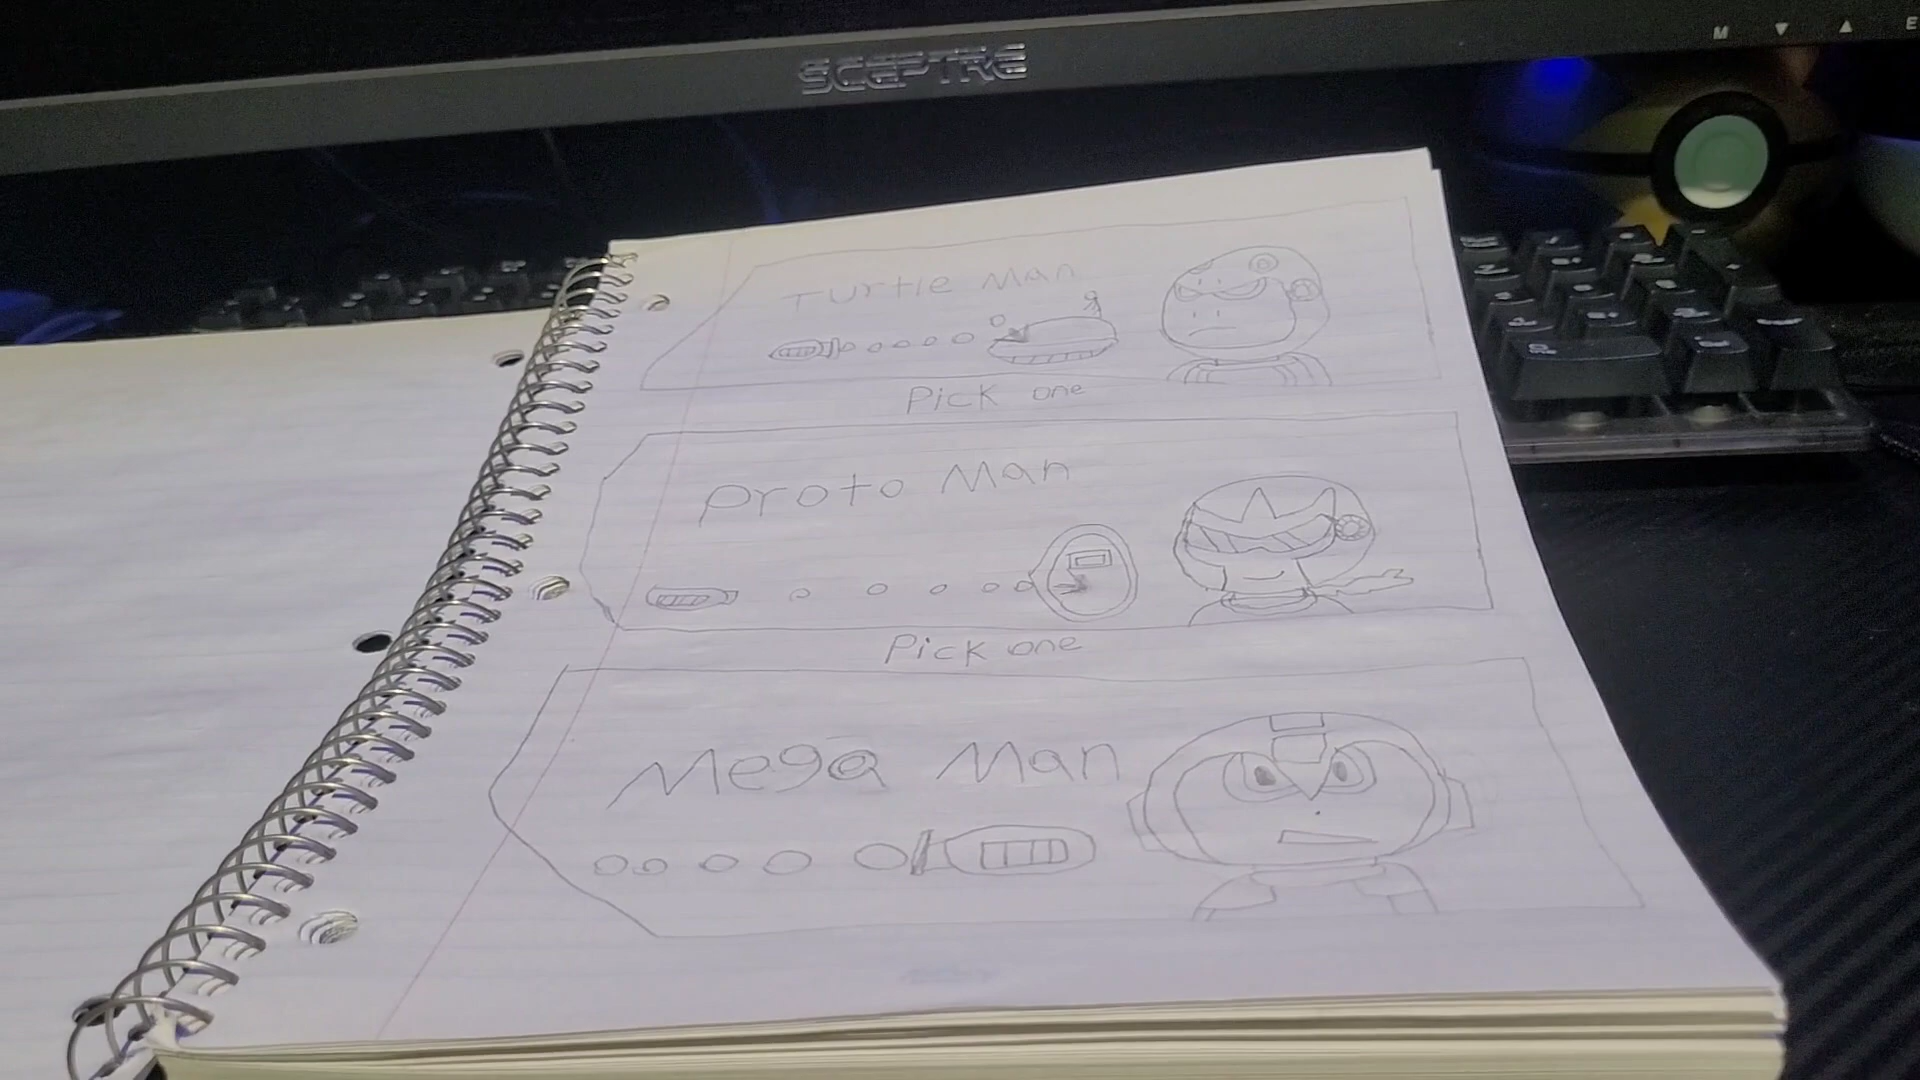 SCEPTRE
M ▼ ▲ E
Turtle Man
Pick one
Proto Man
Pick one
Mega Man